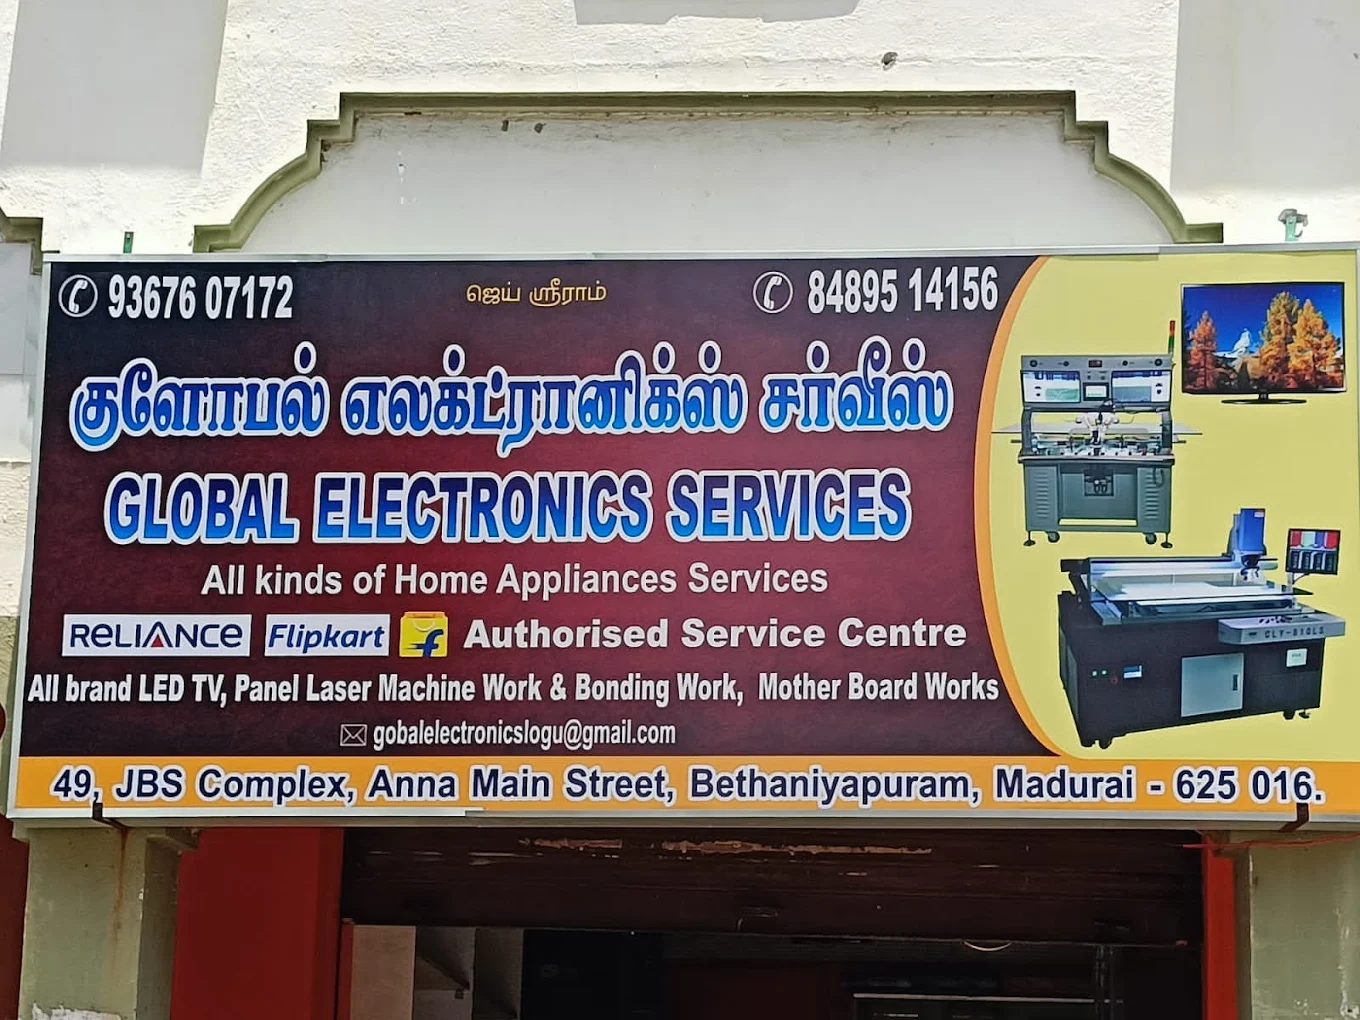 93676 07172 ஜெய் ஸ்ரீராம் 84895 14156
குளோபல் எலக்ட்ரானிக்ஸ் சர்வீஸ்
GLOBAL ELECTRONICS SERVICES
All kinds of Home Appliances Services
RELIANCE Flipkart f Authorised Service Centre
All brand LED TV, Panel Laser Machine Work & Bonding Work, Mother Board Works
gobalelectronicslogu@gmail.com
CLY-810LS
49, JBS Complex, Anna Main Street, Bethaniyapuram, Madurai - 625 016.